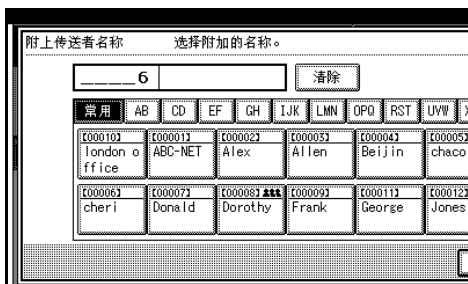 附上传送者名称 选择附加的名称。
____6 清除
常用 AB CD EF GH IJK LMN OPQ RST UVW
[00010] [00001] [00002] [00003] [00004] [00005]
london o ABC-NET Alex Allen Beijin chaco
ffice
[00006] [00007] [00008] [00009] [00011] [00012]
cheri Donald Dorothy Frank George Jones